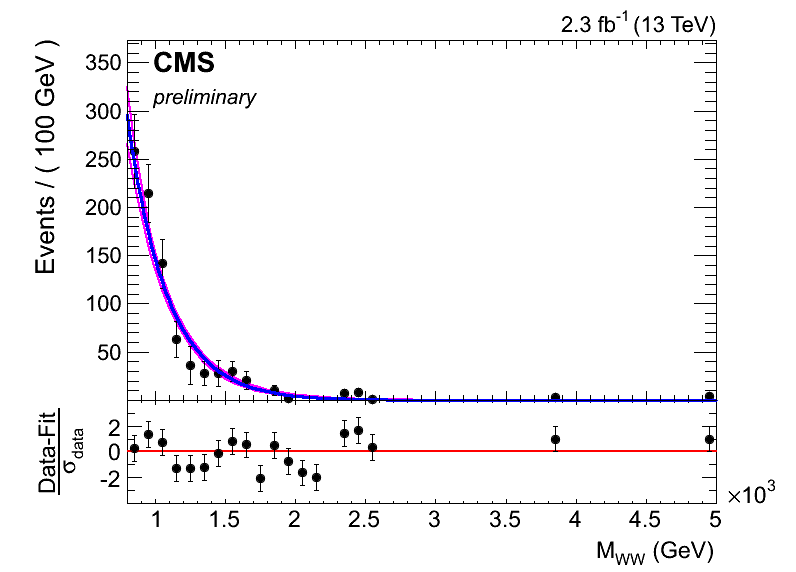 2.3 fb⁻¹ (13 TeV)
CMS
preliminary
Events / ( 100 GeV )
350
300
250
200
150
100
50
Data-Fit
σdata
2
0
-2
1 1.5 2 2.5 3 3.5 4 4.5 5
×10³
M_WW (GeV)